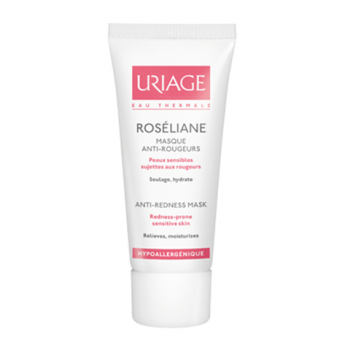 URIAGE
EAU THERMALE
ROSÉLIANE
MASQUE
ANTI-ROUGEURS
Peaux sensibles
sujettes aux rougeurs
Soulage, hydrate
ANTI-REDNESS MASK
Redness-prone
sensitive skin
Relieves, moisturizes
HYPOALLERGÉNIQUE